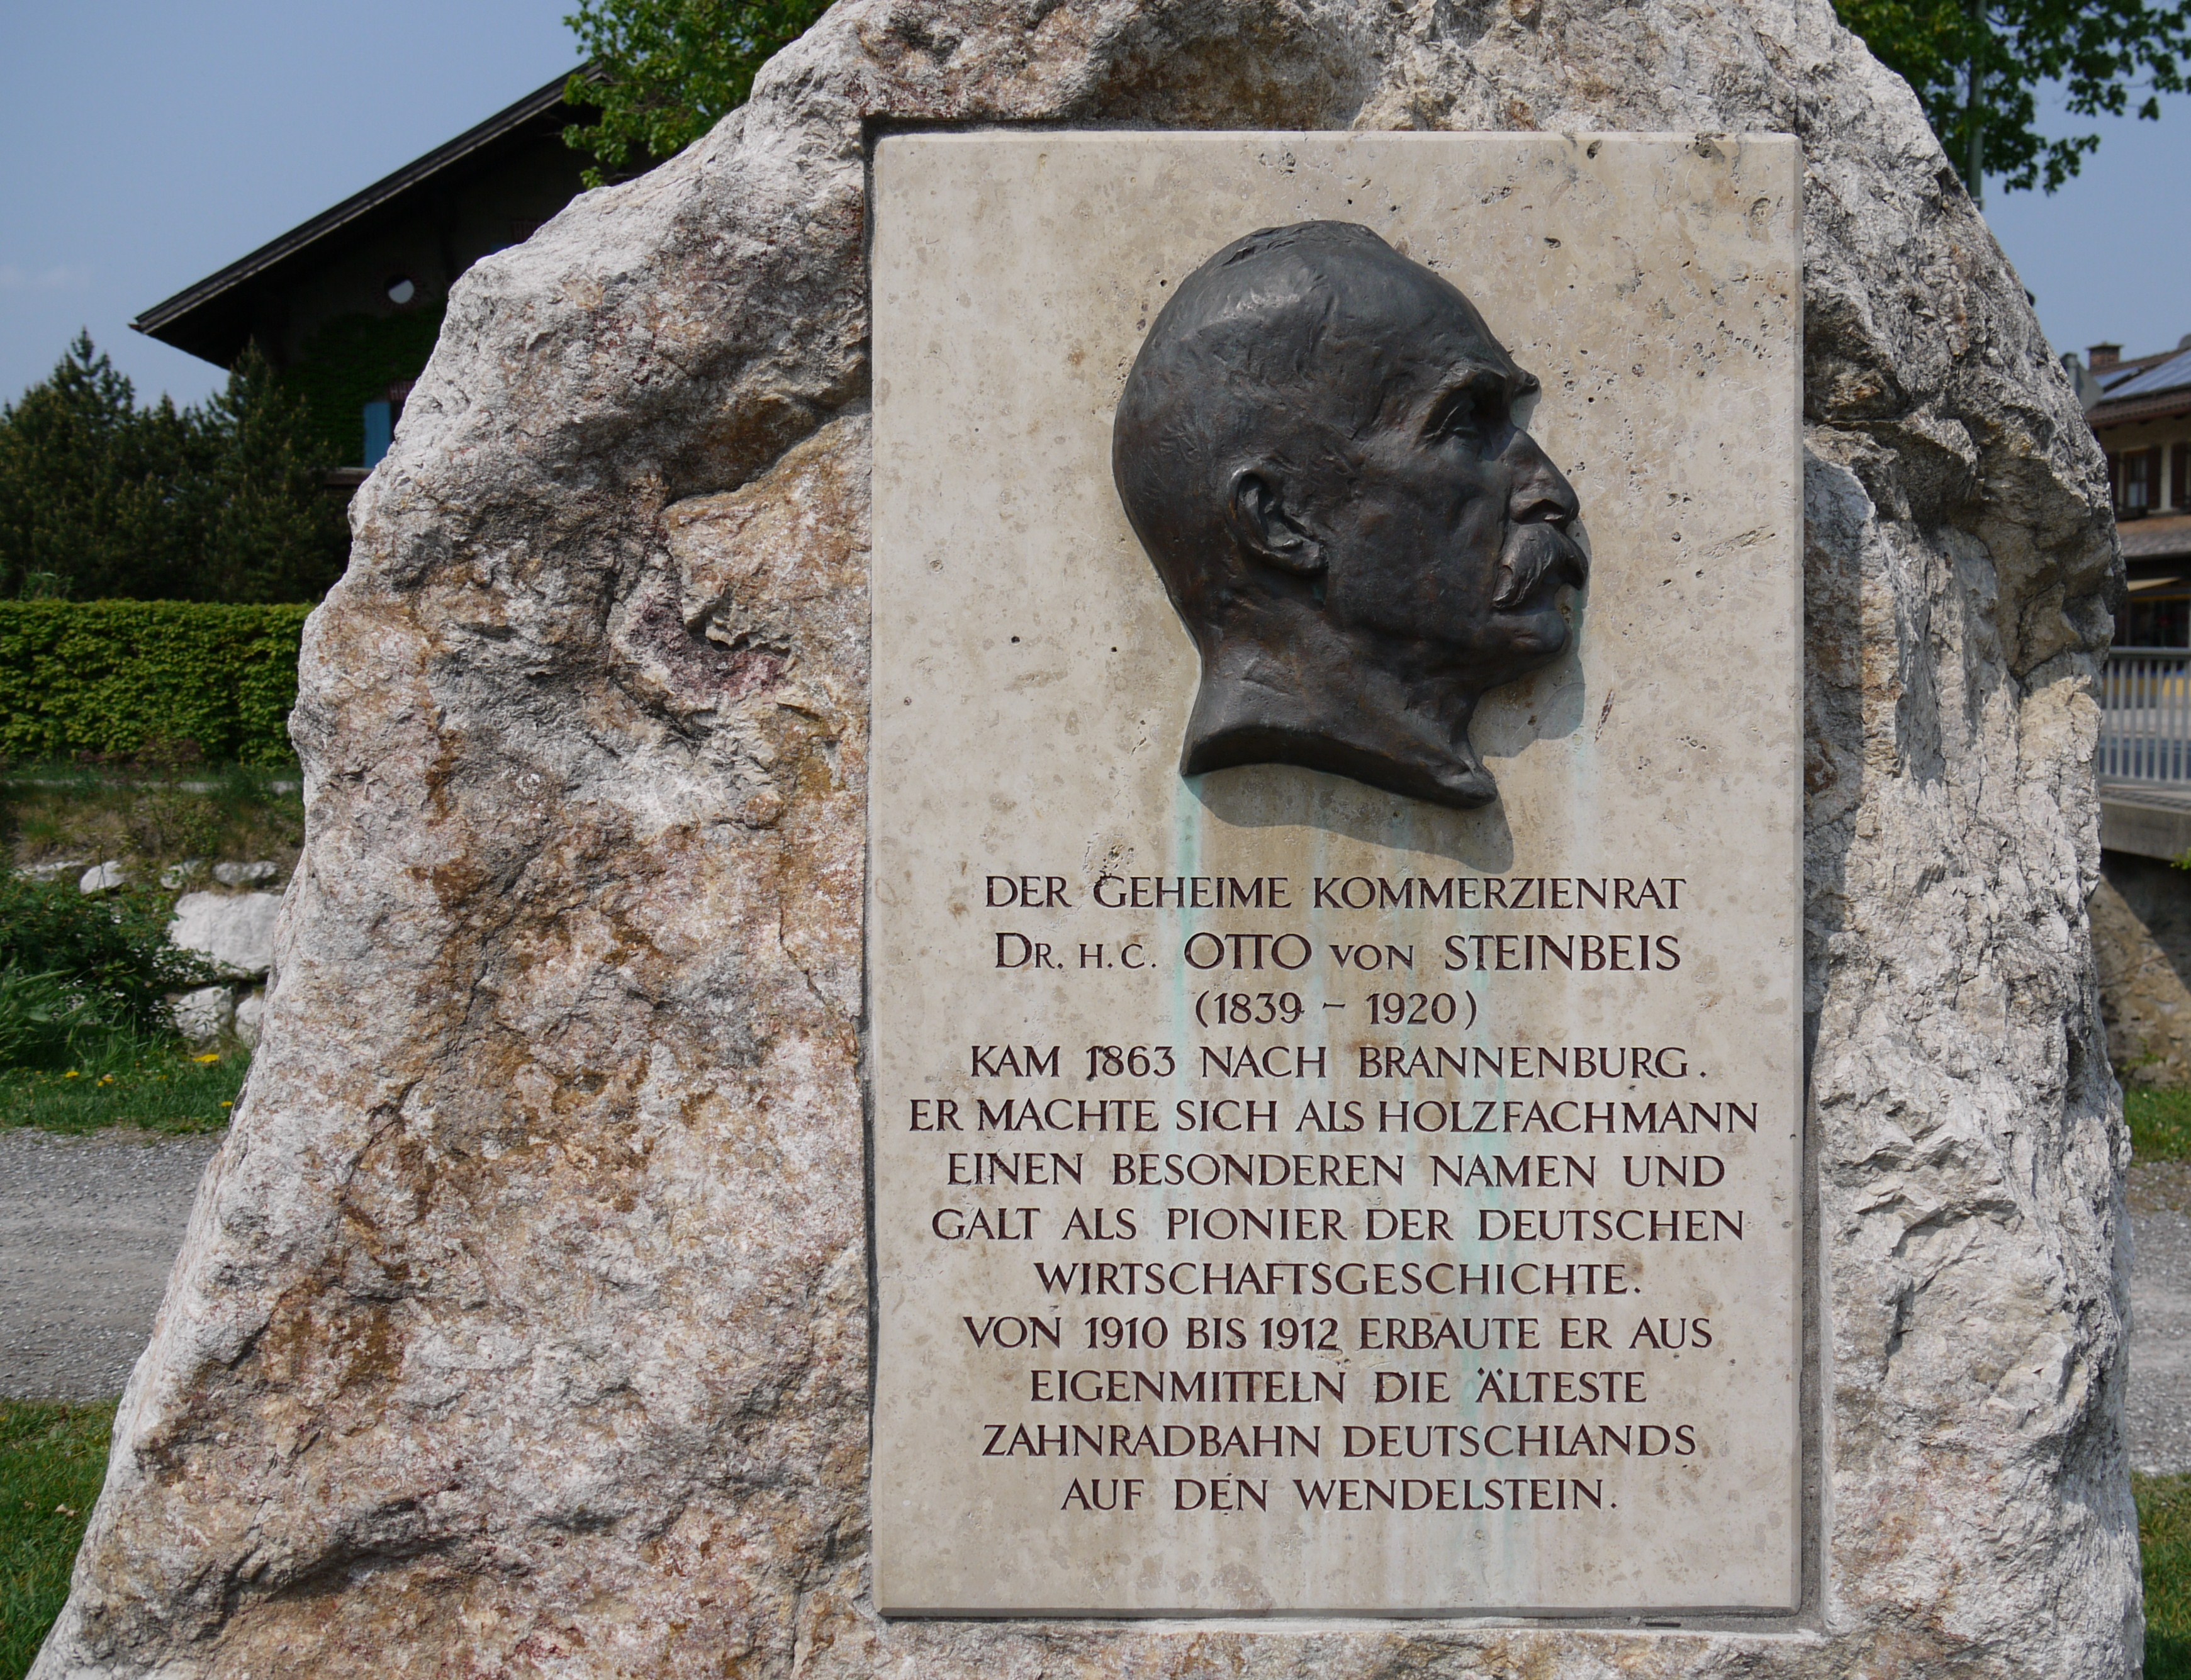 DER GEHEIME KOMMERZIENRAT
DR. H.C. OTTO VON STEINBEIS
(1839 – 1920)
KAM 1863 NACH BRANNENBURG.
ER MACHTE SICH ALS HOLZFACHMANN
EINEN BESONDEREN NAMEN UND
GALT ALS PIONIER DER DEUTSCHEN
WIRTSCHAFTSGESCHICHTE.
VON 1910 BIS 1912 ERBAUTE ER AUS
EIGENMITTELN DIE ÄLTESTE
ZAHNRADBAHN DEUTSCHLANDS
AUF DEN WENDELSTEIN.